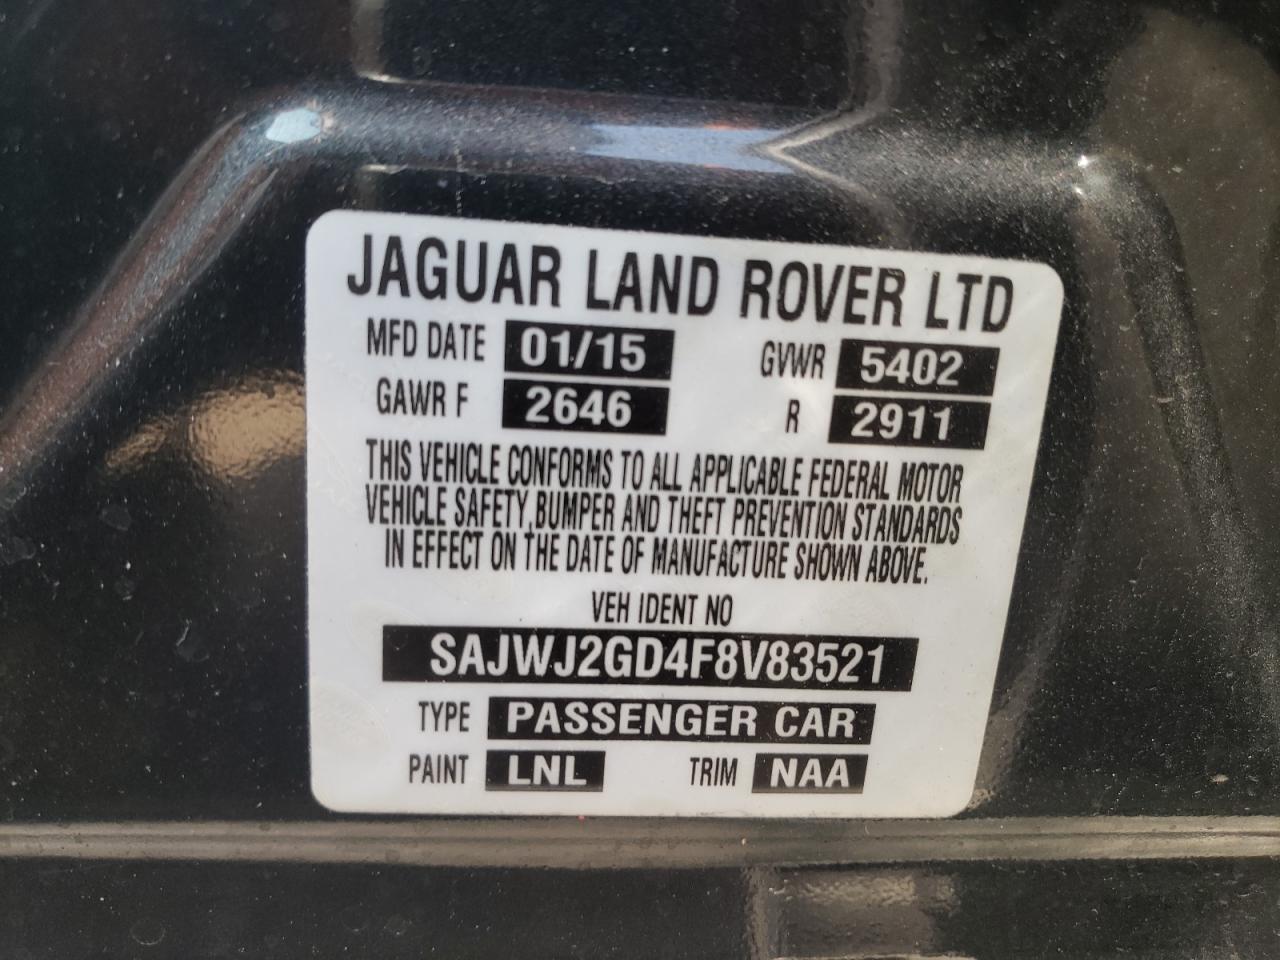 JAGUAR LAND ROVER LTD
MFD DATE 01/15 GVWR 5402
GAWR F 2646 R 2911
THIS VEHICLE CONFORMS TO ALL APPLICABLE FEDERAL MOTOR
VEHICLE SAFETY, BUMPER AND THEFT PREVENTION STANDARDS
IN EFFECT ON THE DATE OF MANUFACTURE SHOWN ABOVE.
VEH IDENT NO
SAJWJ2GD4F8V83521
TYPE PASSENGER CAR
PAINT LNL TRIM NAA